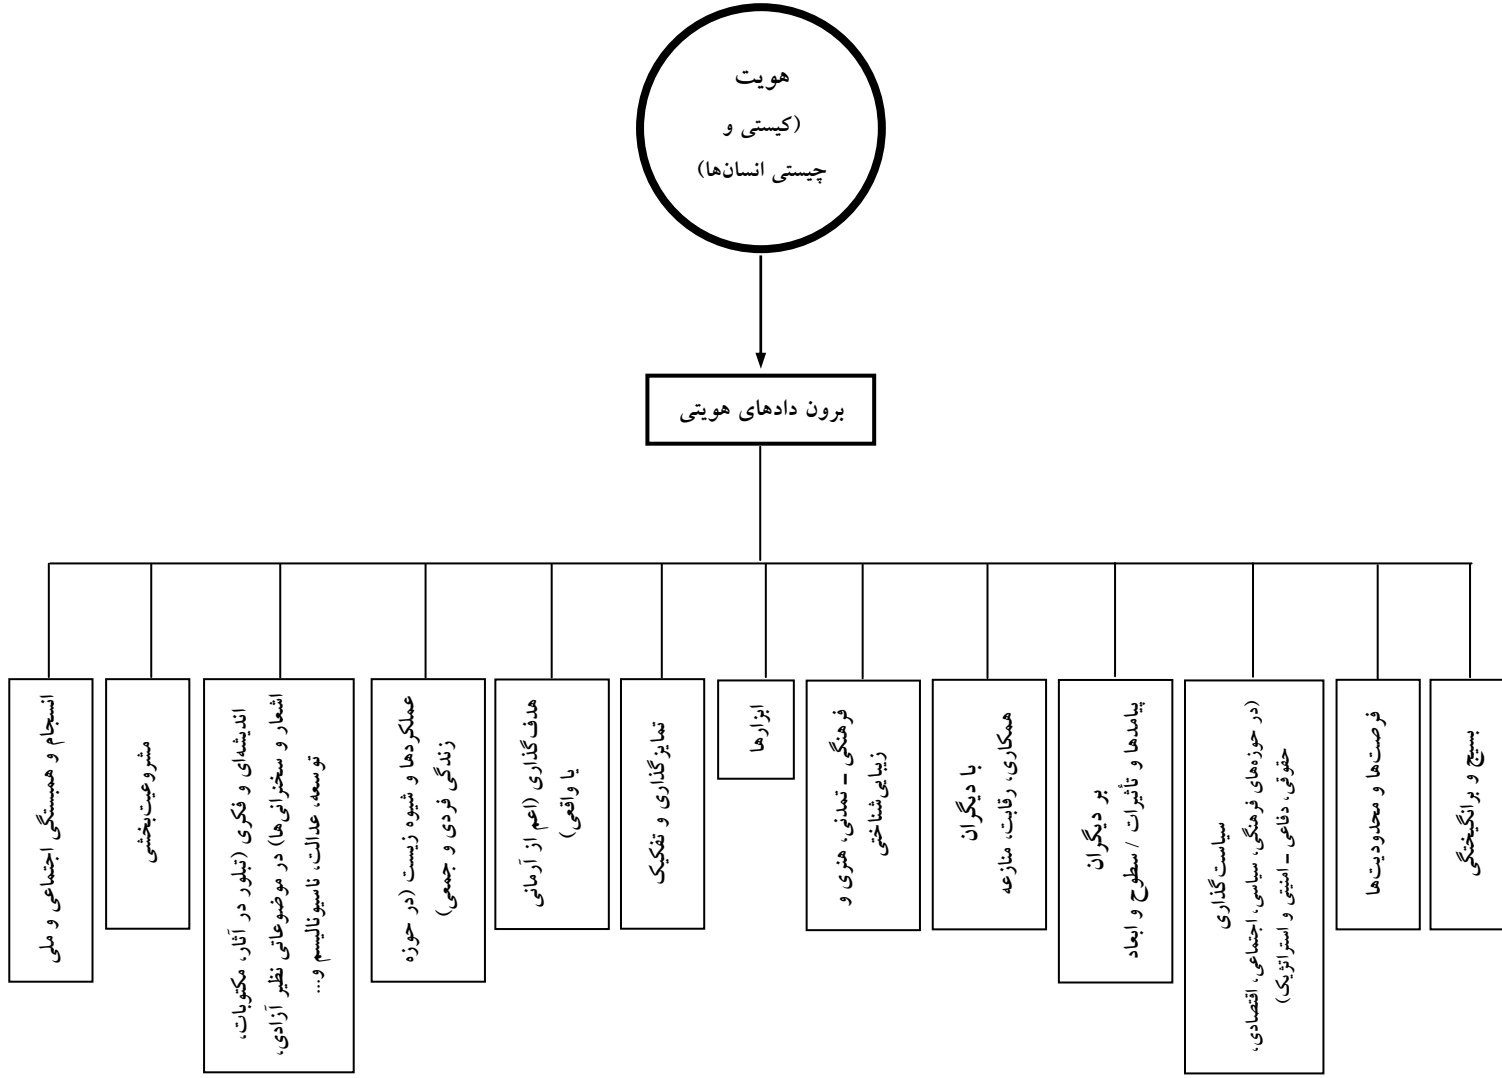 هویت
(کیستی و
چیستی انسان‌ها)
برون دادهای هویتی
بسیج و برانگیختگی
فرصت‌ها و محدودیت‌ها
سیاست‌گذاری
(در حوزه‌های فرهنگی، سیاسی، اجتماعی، اقتصادی،
حقوقی، دفاعی ـ امنیتی و استراتژیک)
بر دیگران
پیامدها و تأثیرات / سطوح و ابعاد
با دیگران
همکاری، رقابت، منازعه
فرهنگی ـ تمدنی، هنری و
زیبایی‌شناختی
ابزارها
تمایزگذاری و تفکیک
هدف‌گذاری (اعم از آرمانی
یا واقعی)
عملکردها و شیوه زیست (در حوزه
زندگی فردی و جمعی)
اندیشه‌ای و فکری (تبلور در آثار، مکتوبات،
اشعار و سخنرانی‌ها) در موضوعاتی نظیر آزادی،
توسعه، عدالت، ناسیونالیسم و...
مشروعیت‌بخشی
انسجام و همبستگی اجتماعی و ملی